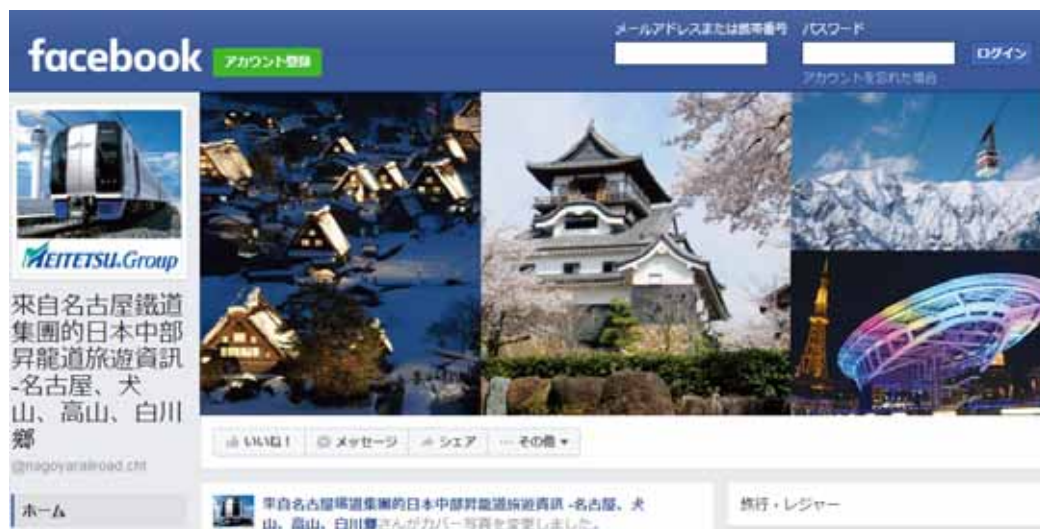 facebook
アカウント登録
メールアドレスまたは携帯番号
パスワード
ログイン
アカウントを忘れた場合
MEITETSU Group
來自名古屋鐵道
集團的日本中部
昇龍道旅遊資訊
-名古屋、犬
山、高山、白川
鄉
@nagoyarailroad.cht
ホーム
いいね！
メッセージ
シェア
その他
來自名古屋鐵道集團的日本中部昇龍道旅遊資訊 -名古屋、犬
山、高山、白川鄉さんがカバー写真を変更しました。
旅行・レジャー